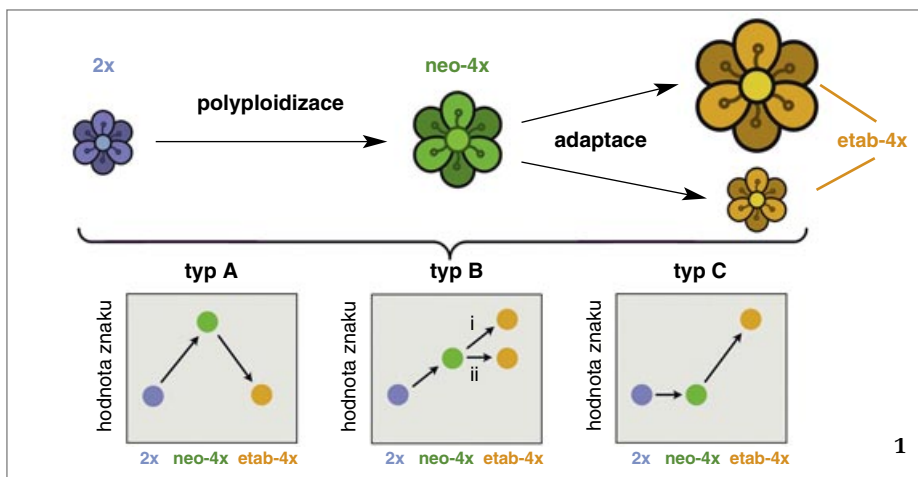 2x
neo-4x
polyploidizace
adaptace
etab-4x
typ A
typ B
typ C
hodnota znaku
2x neo-4x etab-4x
hodnota znaku
i
ii
2x neo-4x etab-4x
hodnota znaku
2x neo-4x etab-4x
1